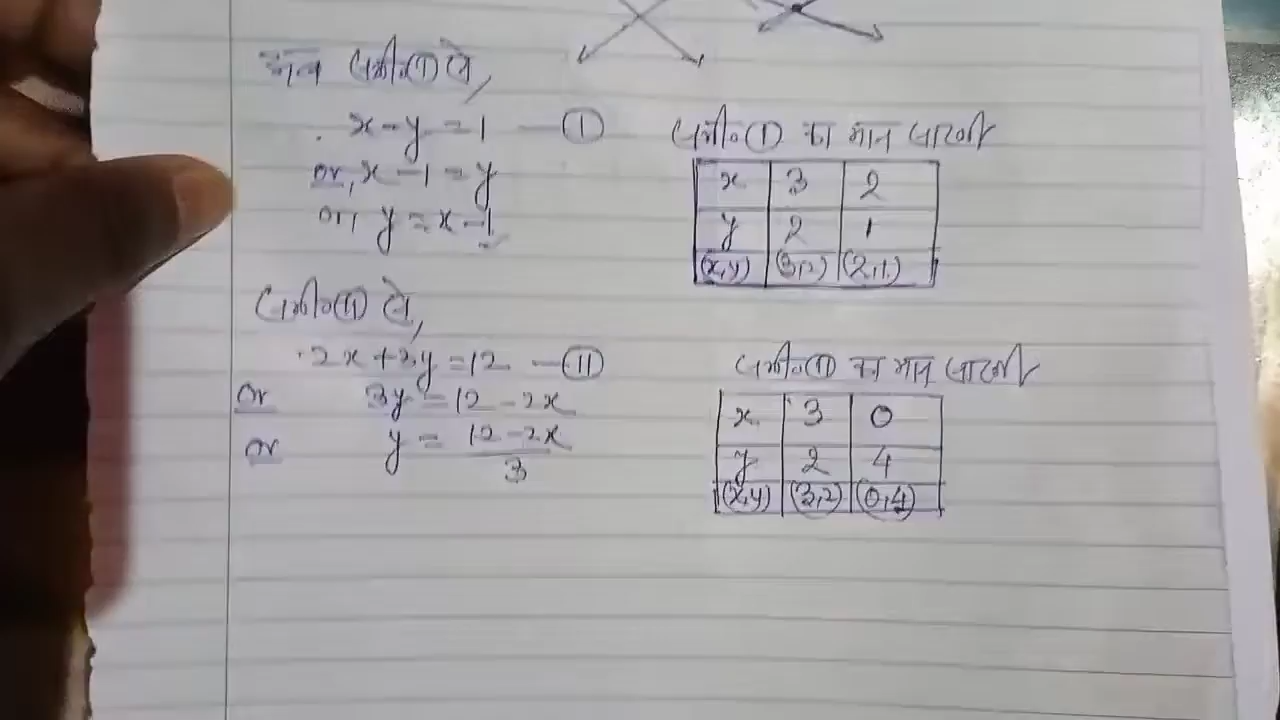 अब समी०(I) से,
x - y = 1 — (I)
or, x - 1 = y
or, y = x - 1
समी०(I) का मान सारणी
x 3 2
y 2 1
(x,y) (3,2) (2,1)
समी०(II) से,
2x + 3y = 12 — (II)
or 3y = 12 - 2x
or y = 12 - 2x / 3
समी०(II) का मान सारणी
x 3 0
y 2 4
(x,y) (3,2) (0,4)